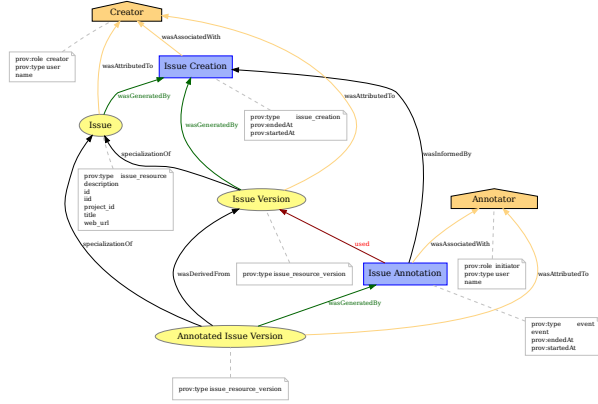 Creator
wasAssociatedWith
prov:role creator
prov:type user
name
Issue Creation
wasAttributedTo
wasGeneratedBy
wasAttributedTo
prov:type issue_creation
prov:endedAt
prov:startedAt
Issue
wasGeneratedBy
specializationOf
wasInformedBy
prov:type issue_resource
description
id
iid
project_id
title
web_url
Issue Version
Annotator
specializationOf
used
wasAssociatedWith
wasDerivedFrom
prov:type issue_resource_version
Issue Annotation
prov:role initiator
prov:type user
name
wasAttributedTo
wasGeneratedBy
Annotated Issue Version
prov:type event
event
prov:endedAt
prov:startedAt
prov:type issue_resource_version